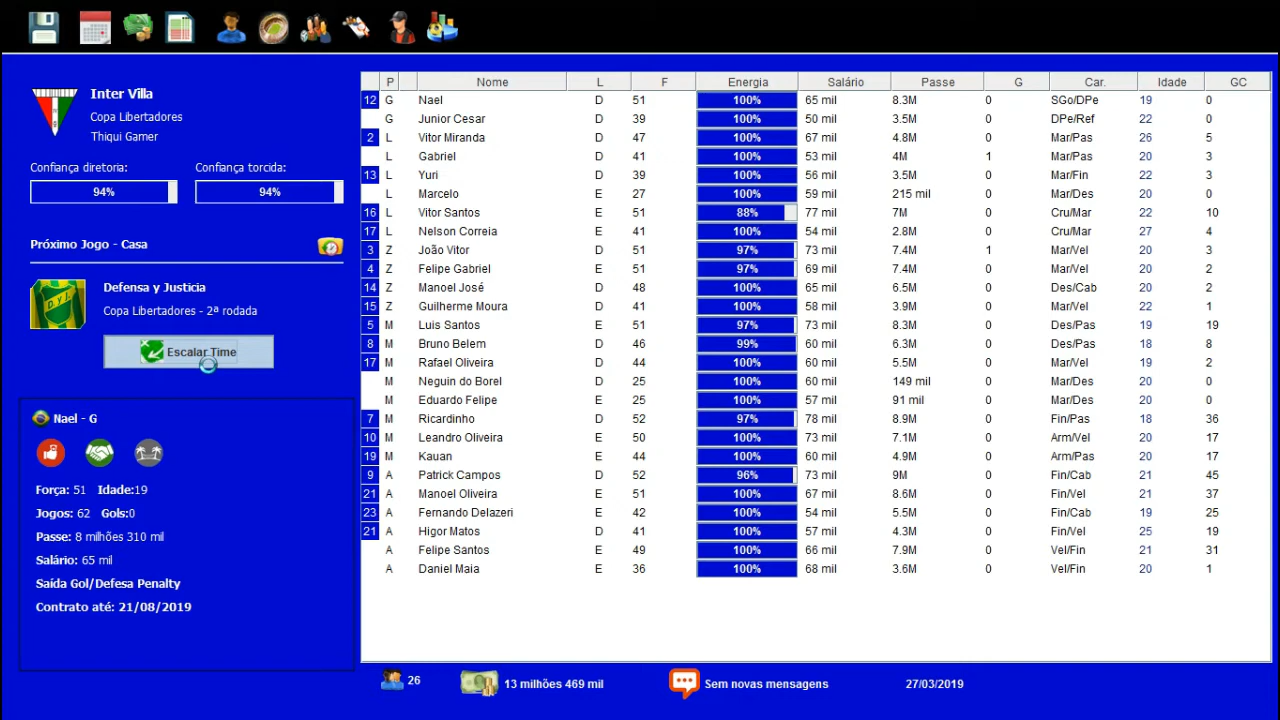 Inter Villa
Copa Libertadores
Thiqui Gamer
Confiança diretoria: Confiança torcida:
94% 94%
Próximo Jogo - Casa
Defensa y Justicia
Copa Libertadores - 2ª rodada
Escalar Time
Nael - G
Força: 51 Idade:19
Jogos: 62 Gols:0
Passe: 8 milhões 310 mil
Salário: 65 mil
Saída Gol/Defesa Penalty
Contrato até: 21/08/2019
P Nome L F Energia Salário Passe G Car. Idade GC
12 G Nael D 51 100% 65 mil 8.3M 0 SGo/DPe 19 0
G Junior Cesar D 39 100% 50 mil 3.5M 0 DPe/Ref 22 0
2 L Vitor Miranda D 47 100% 67 mil 4.8M 0 Mar/Pas 26 5
L Gabriel D 41 100% 53 mil 4M 1 Mar/Pas 20 3
13 L Yuri D 39 100% 56 mil 3.5M 0 Mar/Fin 22 3
L Marcelo E 27 100% 59 mil 215 mil 0 Mar/Des 20 0
16 L Vitor Santos E 51 88% 77 mil 7M 0 Cru/Mar 22 10
17 L Nelson Correia E 41 100% 54 mil 2.8M 0 Cru/Mar 27 4
3 Z João Vitor D 51 97% 73 mil 7.4M 1 Mar/Vel 20 3
4 Z Felipe Gabriel E 51 97% 69 mil 7.4M 0 Mar/Vel 20 2
14 Z Manoel José D 48 100% 65 mil 6.5M 0 Des/Cab 20 2
15 Z Guilherme Moura D 41 100% 58 mil 3.9M 0 Mar/Vel 22 1
5 M Luis Santos E 51 97% 73 mil 8.3M 0 Des/Pas 19 19
8 M Bruno Belem D 46 99% 60 mil 6.3M 0 Des/Pas 18 8
17 M Rafael Oliveira D 44 100% 60 mil 5.5M 0 Mar/Vel 19 2
M Neguin do Borel D 25 100% 60 mil 149 mil 0 Mar/Des 20 0
M Eduardo Felipe E 25 100% 57 mil 91 mil 0 Mar/Des 20 0
7 M Ricardinho D 52 97% 78 mil 8.9M 0 Fin/Pas 18 36
10 M Leandro Oliveira E 50 100% 73 mil 7.1M 0 Arm/Vel 20 17
19 M Kauan E 44 100% 60 mil 4.9M 0 Arm/Pas 20 17
9 A Patrick Campos D 52 96% 73 mil 9M 0 Fin/Cab 21 45
21 A Manoel Oliveira E 51 100% 67 mil 8.6M 0 Fin/Vel 21 37
23 A Fernando Delazeri E 42 100% 54 mil 5.5M 0 Fin/Cab 19 25
21 A Higor Matos D 41 100% 57 mil 4.3M 0 Fin/Vel 25 19
A Felipe Santos E 49 100% 66 mil 7.9M 0 Vel/Fin 21 31
A Daniel Maia E 36 100% 68 mil 3.6M 0 Vel/Fin 20 1
26 13 milhões 469 mil Sem novas mensagens 27/03/2019